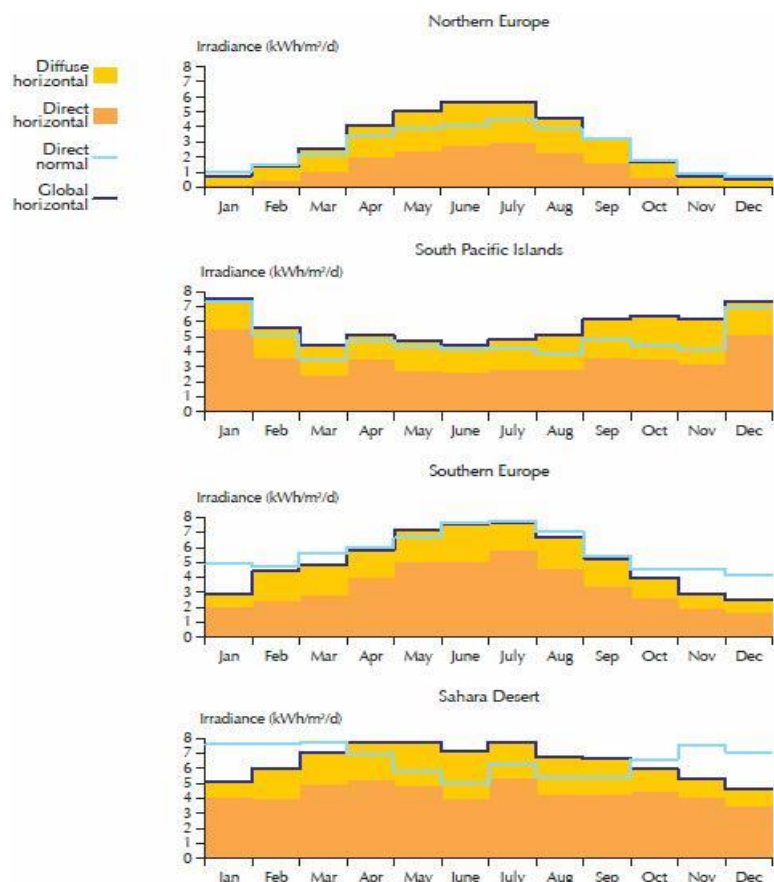 Northern Europe
Irradiance (kWh/m²/d)
Diffuse
horizontal
Direct
horizontal
Direct
normal
Global
horizontal
8
7
6
5
4
3
2
1
0
Jan Feb Mar Apr May June July Aug Sep Oct Nov Dec
South Pacific Islands
Irradiance (kWh/m²/d)
8
7
6
5
4
3
2
1
0
Jan Feb Mar Apr May June July Aug Sep Oct Nov Dec
Southern Europe
Irradiance (kWh/m²/d)
8
7
6
5
4
3
2
1
0
Jan Feb Mar Apr May June July Aug Sep Oct Nov Dec
Sahara Desert
Irradiance (kWh/m²/d)
8
7
6
5
4
3
2
1
0
Jan Feb Mar Apr May June July Aug Sep Oct Nov Dec